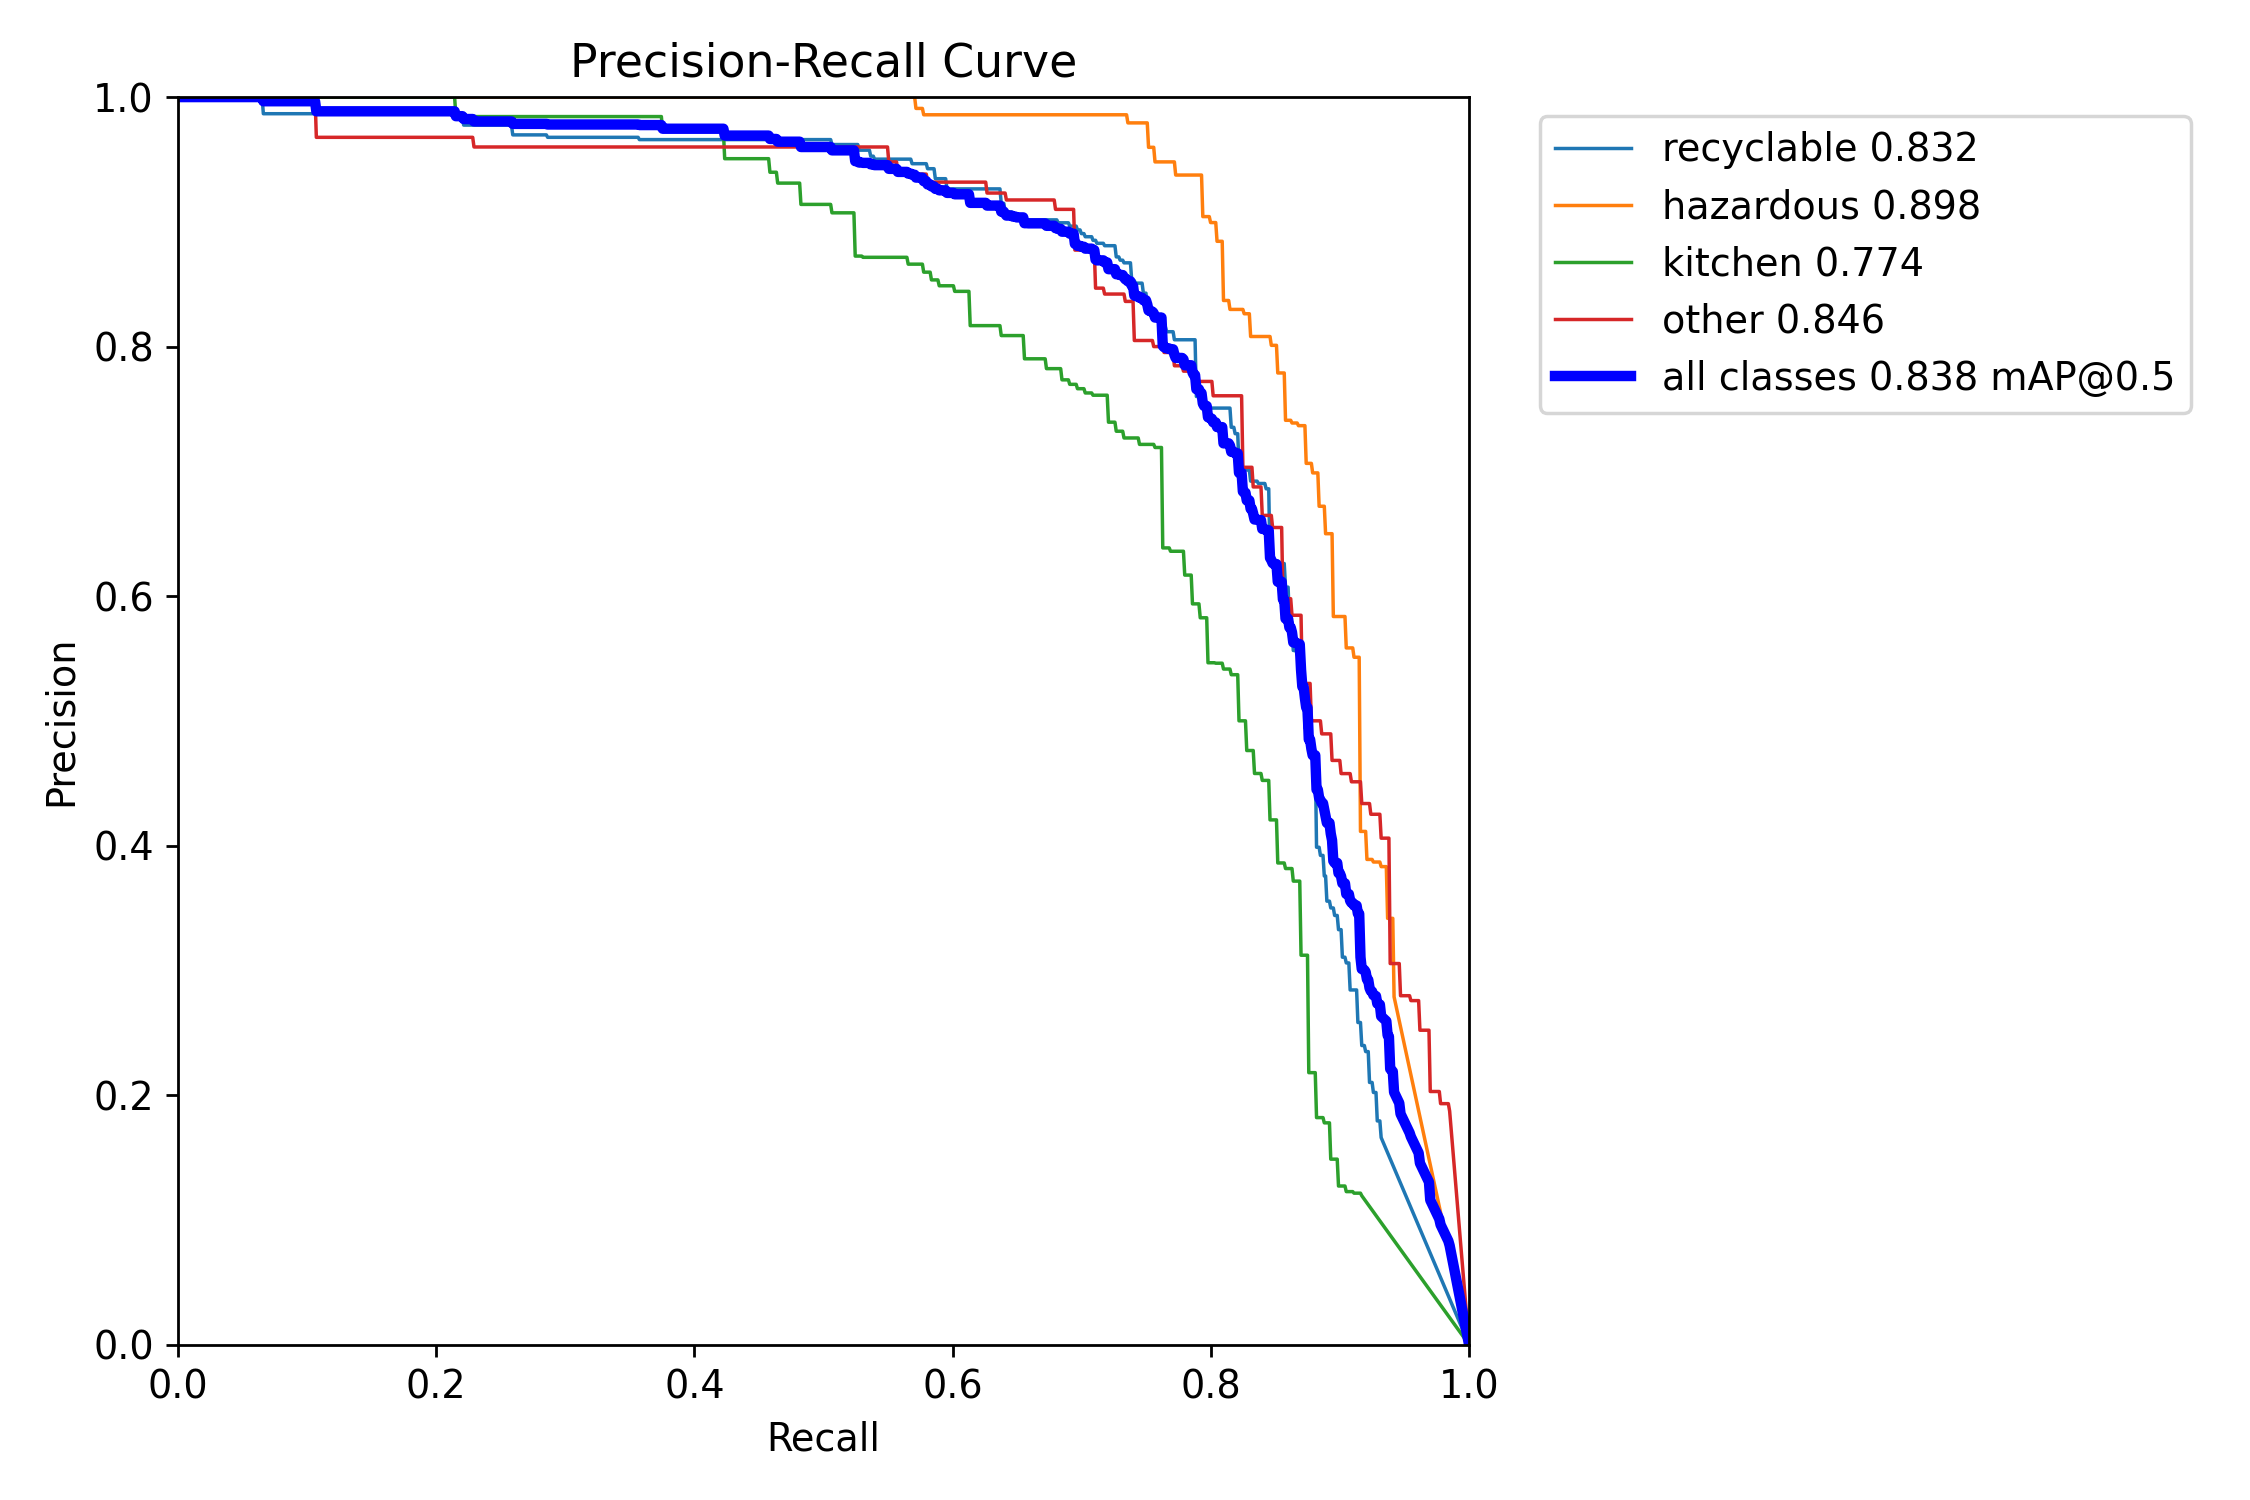 Precision-Recall Curve
1.0
0.8
0.6
0.4
0.2
0.0
Precision
0.0 0.2 0.4 0.6 0.8 1.0
Recall
recyclable 0.832
hazardous 0.898
kitchen 0.774
other 0.846
all classes 0.838 mAP@0.5